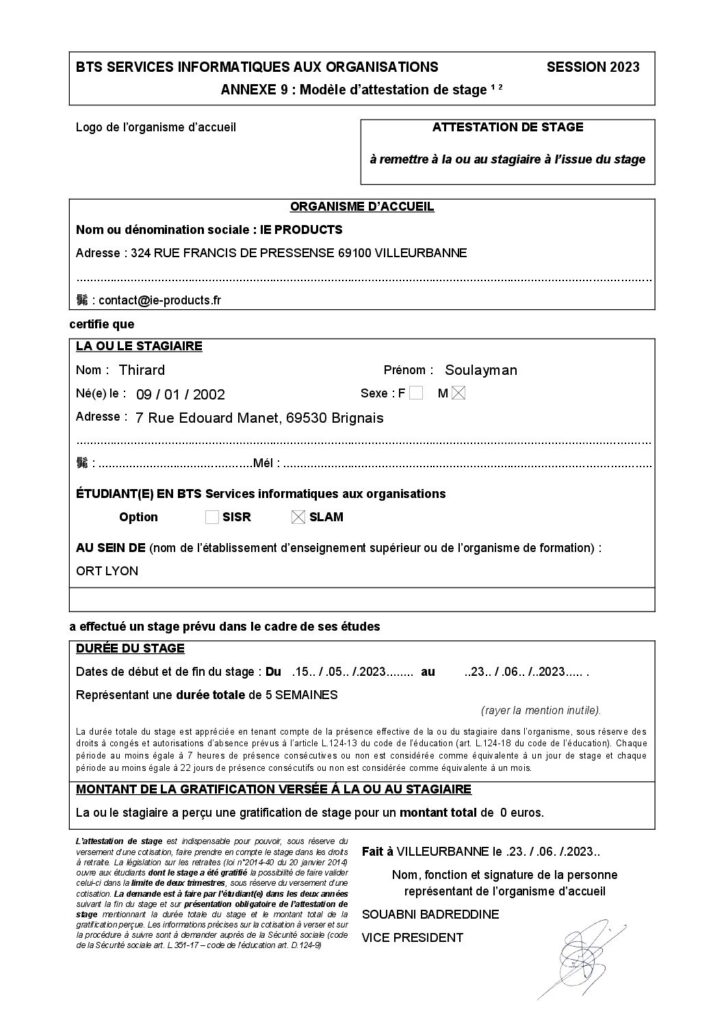 BTS SERVICES INFORMATIQUES AUX ORGANISATIONS SESSION 2023
ANNEXE 9 : Modèle d’attestation de stage ¹ ²
Logo de l’organisme d’accueil
ATTESTATION DE STAGE
à remettre à la ou au stagiaire à l’issue du stage
ORGANISME D’ACCUEIL
Nom ou dénomination sociale : IE PRODUCTS
Adresse : 324 RUE FRANCIS DE PRESSENSE 69100 VILLEURBANNE
: contact@ie-products.fr
certifie que
LA OU LE STAGIAIRE
Nom : Thirard Prénom : Soulayman
Né(e) le : 09 / 01 / 2002 Sexe : F M
Adresse : 7 Rue Edouard Manet, 69530 Brignais
: ..............................................Mél : ..............................................
ÉTUDIANT(E) EN BTS Services informatiques aux organisations
Option SISR SLAM
AU SEIN DE (nom de l’établissement d’enseignement supérieur ou de l’organisme de formation) :
ORT LYON
a effectué un stage prévu dans le cadre de ses études
DURÉE DU STAGE
Dates de début et de fin du stage : Du .15.. / .05. ./.2023........ au ..23. / .06. ./..2023..... .
Représentant une durée totale de 5 SEMAINES
(rayer la mention inutile).
La durée totale du stage est appréciée en tenant compte de la présence effective de la ou du stagiaire dans l’organisme, sous réserve des
droits à congés et autorisations d’absence prévus à l’article L.124-13 du code de l’éducation (art. L.124-18 du code de l’éducation). Chaque
période au moins égale à 7 heures de présence consécutives ou non est considérée comme équivalente à un jour de stage et chaque
période au moins égale à 22 jours de présence consécutifs ou non est considérée comme équivalente à un mois.
MONTANT DE LA GRATIFICATION VERSÉE Á LA OU AU STAGIAIRE
La ou le stagiaire a perçu une gratification de stage pour un montant total de 0 euros.
L’attestation de stage est indispensable pour pouvoir, sous réserve du
versement d’une cotisation, faire prendre en compte le stage dans les droits
à retraite. La législation sur les retraites (loi n°2014-40 du 20 janvier 2014)
ouvre aux étudiants dont le stage a été gratifié la possibilité de faire valider
celui-ci dans la limite de deux trimestres, sous réserve du versement d’une
cotisation. La demande est à faire par l’étudiant(e) dans les deux années
suivant la fin du stage et sur présentation obligatoire de l’attestation de
stage mentionnant la durée totale du stage et le montant total de la
gratification perçue. Les informations précises sur la cotisation à verser et sur
la procédure à suivre sont à demander auprès de la Sécurité sociale (code
de la Sécurité sociale art. L.351-17 – code de l’éducation art. D.124-9)
Fait à VILLEURBANNE le .23. / .06. /.2023..
Nom, fonction et signature de la personne
représentant de l’organisme d’accueil
SOUABNI BADREDDINE
VICE PRESIDENT